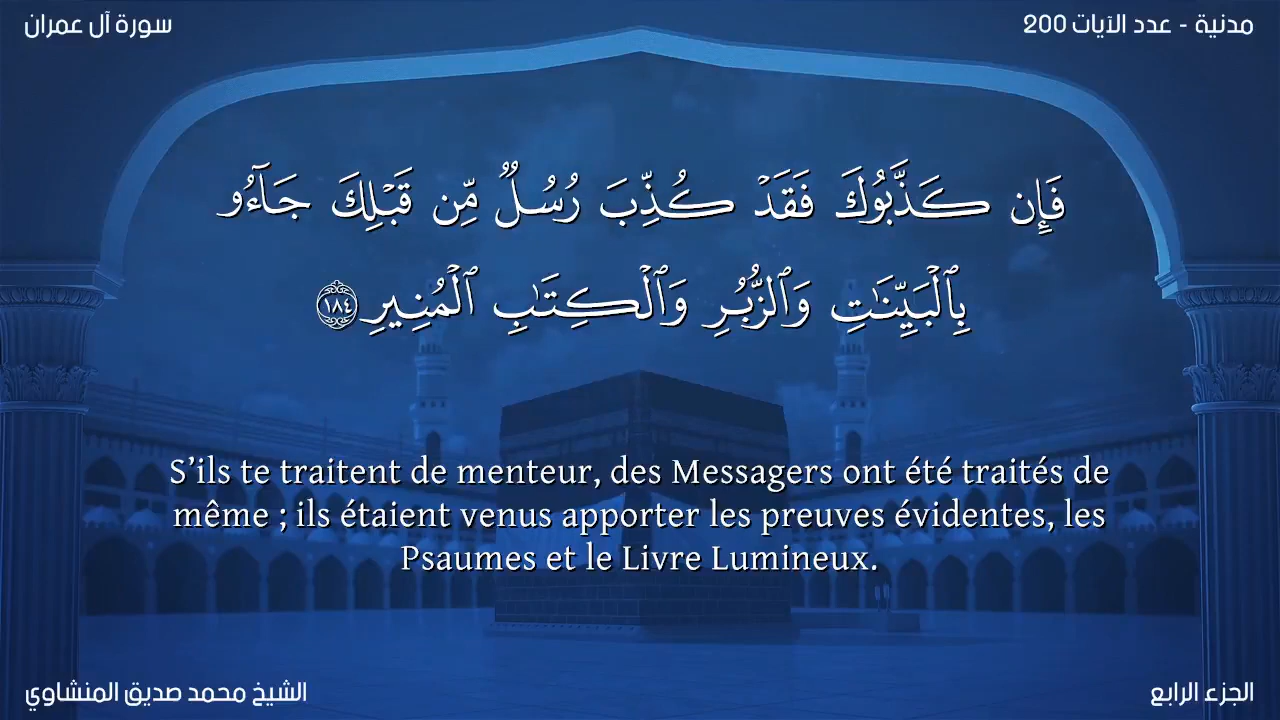 سورة آل عمران
مدنية - عدد الآيات 200
فَإِن كَذَّبُوكَ فَقَدْ كُذِّبَ رُسُلٌ مِّن قَبْلِكَ جَآءُو
بِٱلْبَيِّنَـٰتِ وَٱلزُّبُرِ وَٱلْكِتَـٰبِ ٱلْمُنِيرِ ١٨٤
S’ils te traitent de menteur, des Messagers ont été traités de
même ; ils étaient venus apporter les preuves évidentes, les
Psaumes et le Livre Lumineux.
الشيخ محمد صديق المنشاوي
الجزء الرابع